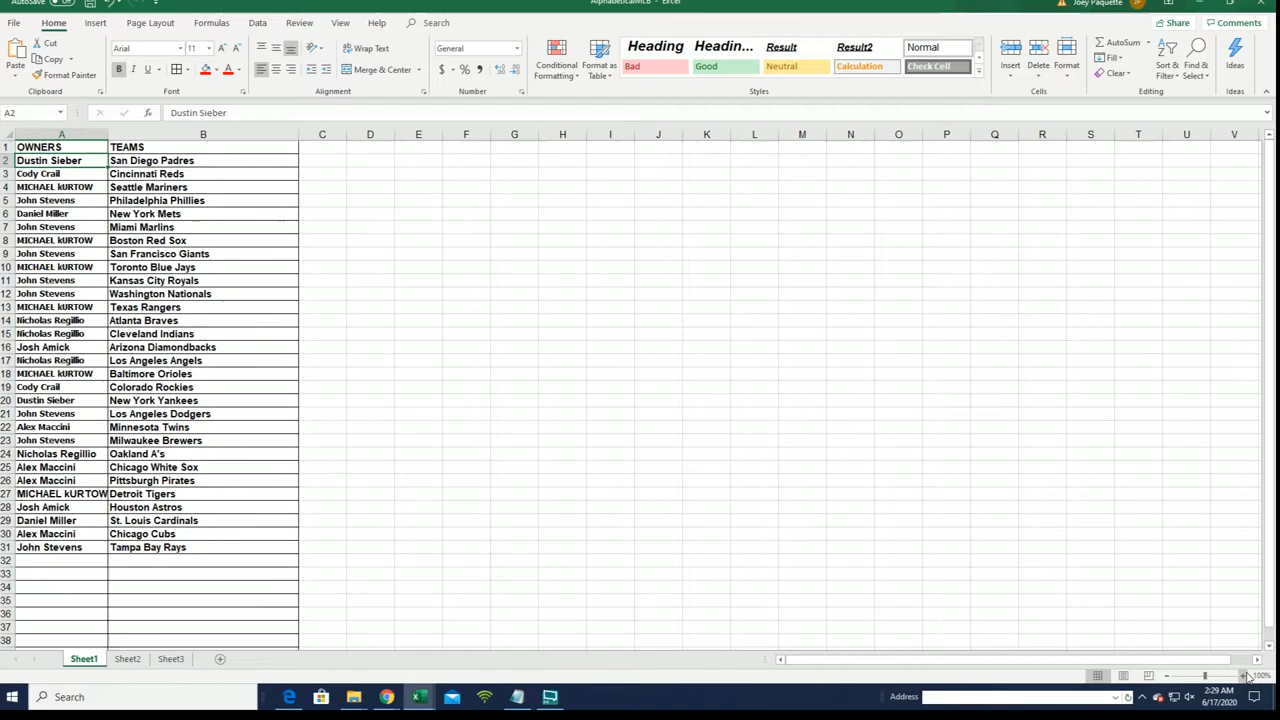 AutoSave Off AlphabeticalMLB - Excel Joey Paquette JP
File Home Insert Page Layout Formulas Data Review View Help Search Share Comments
Paste Cut Copy Format Painter Clipboard
Arial 11 B I U A Font
Wrap Text Merge & Center Alignment
General $ % , Number
Conditional Formatting Format as Table
Heading Headin... Result Result2 Normal
Bad Good Neutral Calculation Check Cell
Styles
Insert Delete Format Cells
AutoSum Fill Clear Sort & Filter Find & Select Editing
Ideas Ideas
A2 fx Dustin Sieber
A B C D E F G H I J K L M N O P Q R S T U V
1 OWNERS TEAMS
2 Dustin Sieber San Diego Padres
3 Cody Crail Cincinnati Reds
4 MICHAEL kURTOW Seattle Mariners
5 John Stevens Philadelphia Phillies
6 Daniel Miller New York Mets
7 John Stevens Miami Marlins
8 MICHAEL kURTOW Boston Red Sox
9 John Stevens San Francisco Giants
10 MICHAEL kURTOW Toronto Blue Jays
11 John Stevens Kansas City Royals
12 John Stevens Washington Nationals
13 MICHAEL kURTOW Texas Rangers
14 Nicholas Regillio Atlanta Braves
15 Nicholas Regillio Cleveland Indians
16 Josh Amick Arizona Diamondbacks
17 Nicholas Regillio Los Angeles Angels
18 MICHAEL kURTOW Baltimore Orioles
19 Cody Crail Colorado Rockies
20 Dustin Sieber New York Yankees
21 John Stevens Los Angeles Dodgers
22 Alex Maccini Minnesota Twins
23 John Stevens Milwaukee Brewers
24 Nicholas Regillio Oakland A's
25 Alex Maccini Chicago White Sox
26 Alex Maccini Pittsburgh Pirates
27 MICHAEL kURTOW Detroit Tigers
28 Josh Amick Houston Astros
29 Daniel Miller St. Louis Cardinals
30 Alex Maccini Chicago Cubs
31 John Stevens Tampa Bay Rays
32
33
34
35
36
37
38
Sheet1 Sheet2 Sheet3
100%
Search Address 2:29 AM
6/17/2020